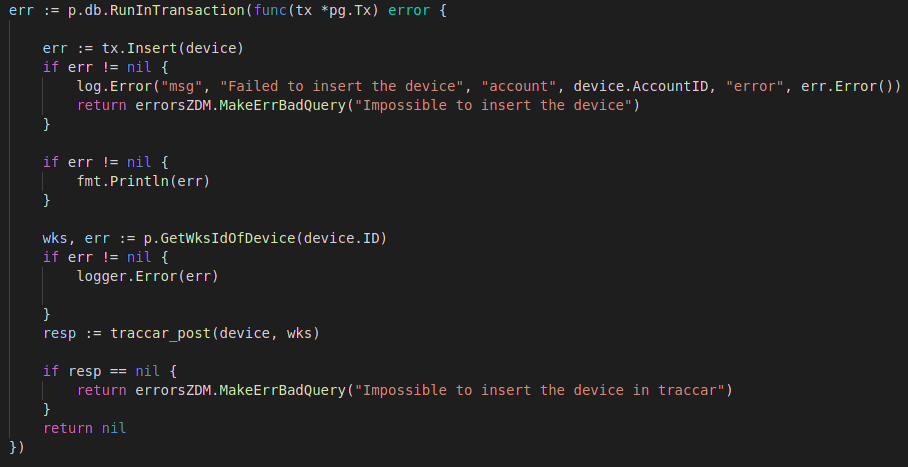 err := p.db.RunInTransaction(func(tx *pg.Tx) error {
err := tx.Insert(device)
if err != nil {
log.Error("msg", "Failed to insert the device", "account", device.AccountID, "error", err.Error())
return errorsZDM.MakeErrBadQuery("Impossible to insert the device")
}
if err != nil {
fmt.Println(err)
}
wks, err := p.GetWksIdOfDevice(device.ID)
if err != nil {
logger.Error(err)
}
resp := traccar_post(device, wks)
if resp == nil {
return errorsZDM.MakeErrBadQuery("Impossible to insert the device in traccar")
}
return nil
})